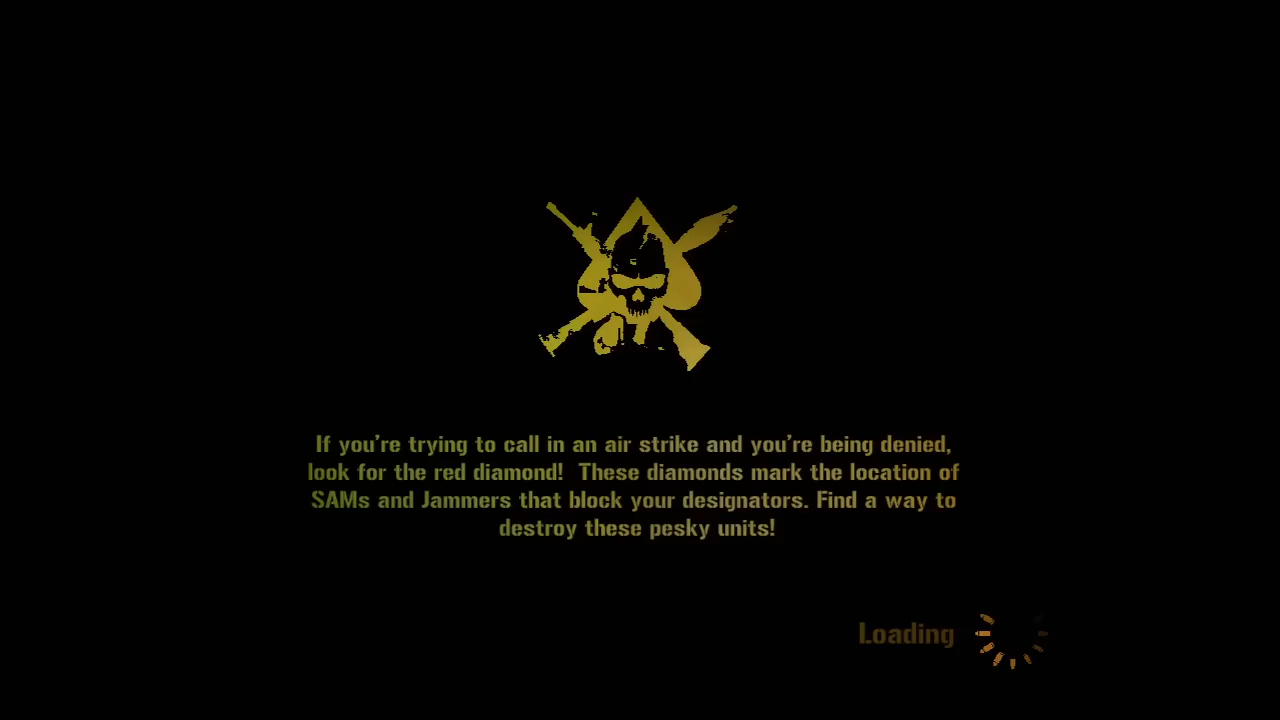 If you're trying to call in an air strike and you're being denied,
look for the red diamond!  These diamonds mark the location of
SAMs and Jammers that block your designators. Find a way to
destroy these pesky units!
Loading